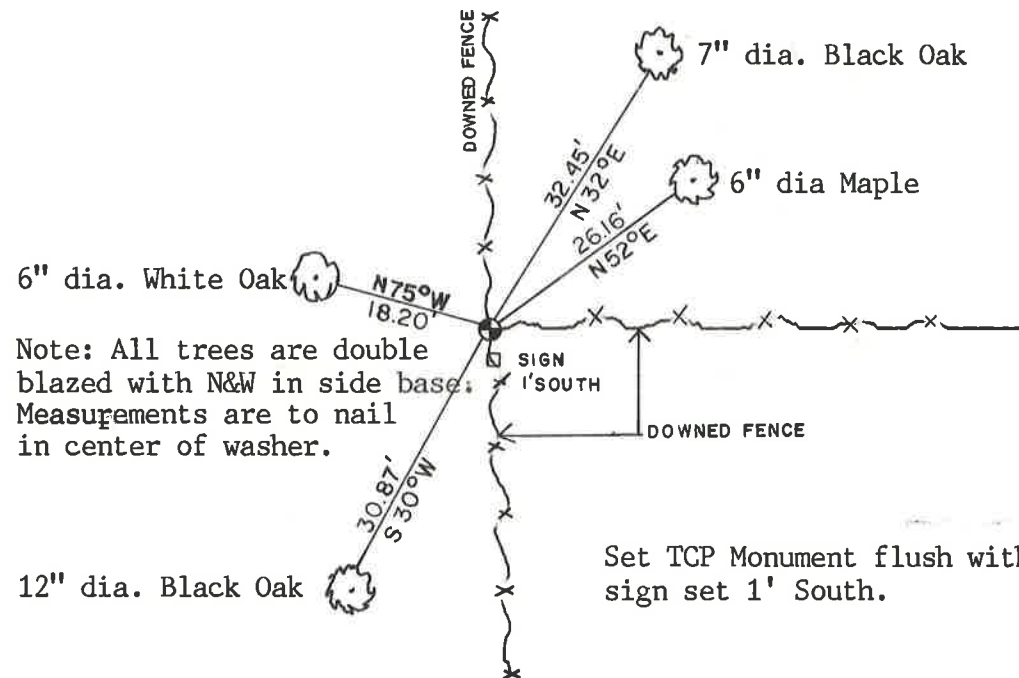 DOWNED FENCE
7" dia. Black Oak
32.45'
N 32°E
6" dia Maple
26.16'
N52°E
6" dia. White Oak
N75°W
18.20'
Note: All trees are double
blazed with N&W in side base.
Measurements are to nail
in center of washer.
SIGN
1' SOUTH
DOWNED FENCE
30.87'
S 30°W
12" dia. Black Oak
Set TCP Monument flush with
sign set 1' South.